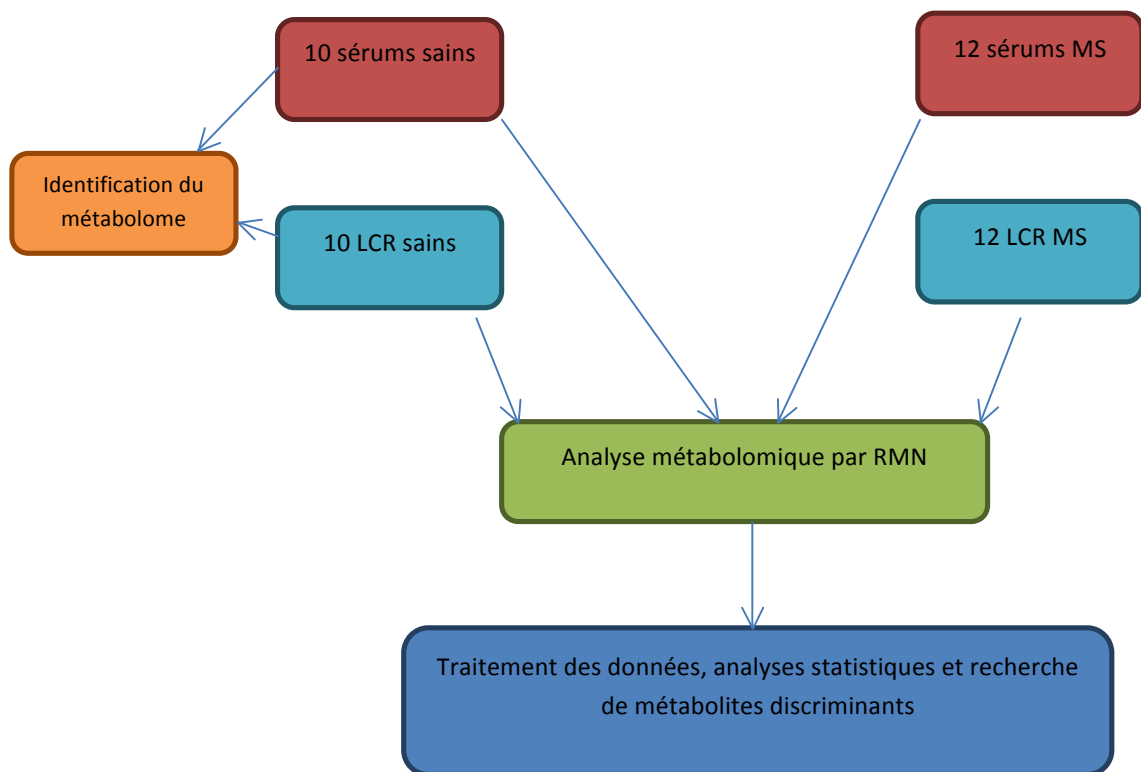 10 sérums sains
12 sérums MS
Identification du
métabolome
10 LCR sains
12 LCR MS
Analyse métabolomique par RMN
Traitement des données, analyses statistiques et recherche
de métabolites discriminants